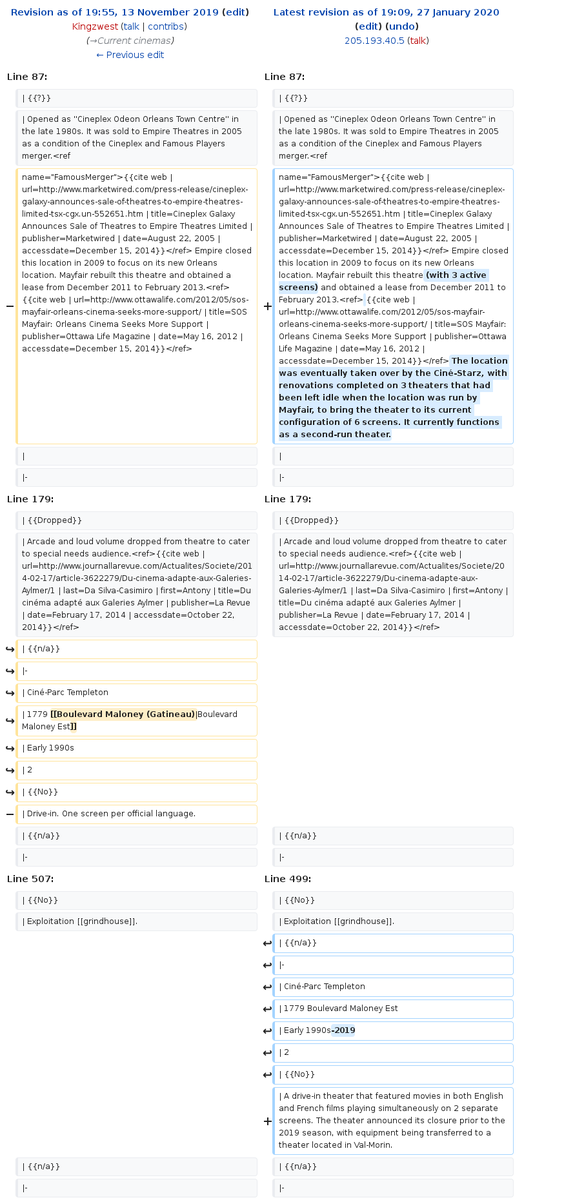 Revision as of 19:55, 13 November 2019 (edit)
Kingzwest (talk | contribs)
(→Current cinemas)
← Previous edit
Latest revision as of 19:09, 27 January 2020
(edit) (undo)
205.193.40.5 (talk)
Line 87:
Line 87:
| {{?}}
| {{?}}
| Opened as "Cineplex Odeon Orleans Town Centre" in
the late 1980s. It was sold to Empire Theatres in 2005
as a condition of the Cineplex and Famous Players
merger.<ref
| Opened as "Cineplex Odeon Orleans Town Centre" in
the late 1980s. It was sold to Empire Theatres in 2005
as a condition of the Cineplex and Famous Players
merger.<ref
−
name="FamousMerger">{{cite web |
url=http://www.marketwired.com/press-release/cineplex-
galaxy-announces-sale-of-theatres-to-empire-theatres-
limited-tsx-cgx.un-552651.htm | title=Cineplex Galaxy
Announces Sale of Theatres to Empire Theatres Limited |
publisher=Marketwired | date=August 22, 2005 |
accessdate=December 15, 2014}}</ref> Empire closed
this location in 2009 to focus on its new Orleans
location. Mayfair rebuilt this theatre and obtained a
lease from December 2011 to February 2013.<ref>
{{cite web | url=http://www.ottawalife.com/2012/05/sos-
mayfair-orleans-cinema-seeks-more-support/ | title=SOS
Mayfair: Orleans Cinema Seeks More Support |
publisher=Ottawa Life Magazine | date=May 16, 2012 |
accessdate=December 15, 2014}}</ref>
+
name="FamousMerger">{{cite web |
url=http://www.marketwired.com/press-release/cineplex-
galaxy-announces-sale-of-theatres-to-empire-theatres-
limited-tsx-cgx.un-552651.htm | title=Cineplex Galaxy
Announces Sale of Theatres to Empire Theatres Limited |
publisher=Marketwired | date=August 22, 2005 |
accessdate=December 15, 2014}}</ref> Empire closed
this location in 2009 to focus on its new Orleans
location. Mayfair rebuilt this theatre (with 3 active
screens) and obtained a lease from December 2011 to
February 2013.<ref> {{cite web |
url=http://www.ottawalife.com/2012/05/sos-mayfair-
orleans-cinema-seeks-more-support/ | title=SOS
Mayfair: Orleans Cinema Seeks More Support | publisher=Ottawa
Life Magazine | date=May 16, 2012 |
accessdate=December 15, 2014}}</ref> The location
was eventually taken over by the Ciné-Starz, with
renovations completed on 3 theaters that had
been left idle when the location was run by
Mayfair, to bring the theater to its current
configuration of 6 screens. It currently functions
as a second-run theater.
|
|
|-
|-
Line 179:
Line 179:
| {{Dropped}}
| {{Dropped}}
| Arcade and loud volume dropped from theatre to cater
to special needs audience.<ref>{{cite web |
url=http://www.journallarevue.com/Actualites/Societe/201
4-02-17/article-3622279/Du-cinema-adapte-aux-Galeries-
Aylmer/1 | last=Da Silva-Casimiro | first=Antony | title=Du
cinéma adapté aux Galeries Aylmer | publisher=La Revue
| date=February 17, 2014 | accessdate=October 22,
2014}}</ref>
| Arcade and loud volume dropped from theatre to cater
to special needs audience.<ref>{{cite web |
url=http://www.journallarevue.com/Actualites/Societe/20
14-02-17/article-3622279/Du-cinema-adapte-aux-
Galeries-Aylmer/1 | last=Da Silva-Casimiro |
first=Antony | title=Du cinéma adapté aux Galeries Aylmer |
publisher=La Revue | date=February 17, 2014 |
accessdate=October 22, 2014}}</ref>
| {{n/a}}
|-
| Ciné-Parc Templeton
| 1779 [[Boulevard Maloney (Gatineau)|Boulevard
Maloney Est]]
| Early 1990s
| 2
| {{No}}
−
| Drive-in. One screen per official language.
| {{n/a}}
| {{n/a}}
|-
|-
Line 507:
Line 499:
| {{No}}
| {{No}}
| Exploitation [[grindhouse]].
| Exploitation [[grindhouse]].
| {{n/a}}
|-
| Ciné-Parc Templeton
| 1779 Boulevard Maloney Est
| Early 1990s-2019
| 2
| {{No}}
+
| A drive-in theater that featured movies in both English
and French films playing simultaneously on 2 separate
screens. The theater announced its closure prior to the
2019 season, with equipment being transferred to a
theater located in Val-Morin.
| {{n/a}}
| {{n/a}}
|-
|-